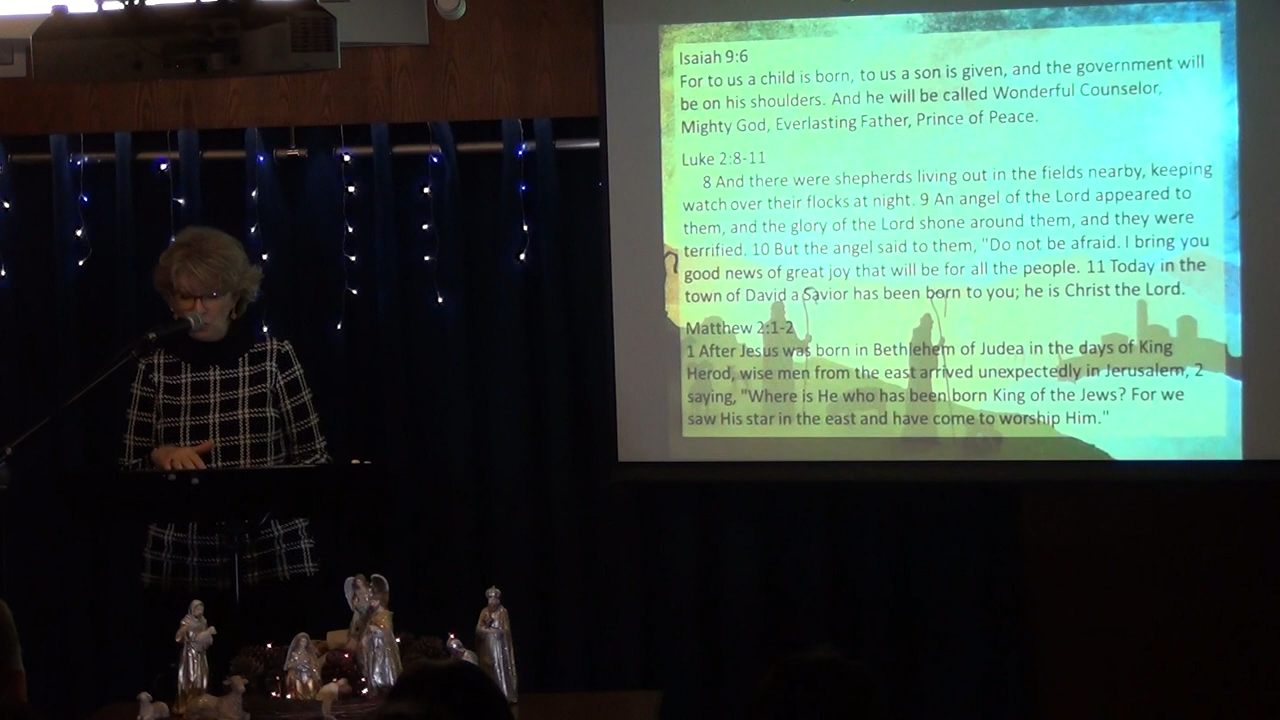 Isaiah 9:6
For to us a child is born, to us a son is given, and the government will
be on his shoulders. And he will be called Wonderful Counselor,
Mighty God, Everlasting Father, Prince of Peace.
Luke 2:8-11
8 And there were shepherds living out in the fields nearby, keeping
watch over their flocks at night. 9 An angel of the Lord appeared to
them, and the glory of the Lord shone around them, and they were
terrified. 10 But the angel said to them, "Do not be afraid. I bring you
good news of great joy that will be for all the people. 11 Today in the
town of David a Savior has been born to you; he is Christ the Lord.
Matthew 2:1-2
1 After Jesus was born in Bethlehem of Judea in the days of King
Herod, wise men from the east arrived unexpectedly in Jerusalem, 2
saying, "Where is He who has been born King of the Jews? For we
saw His star in the east and have come to worship Him."